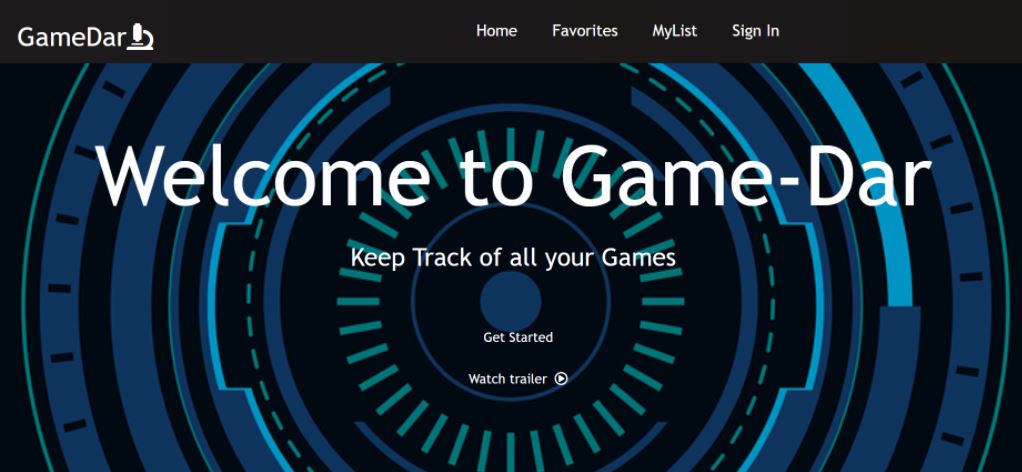 GameDar
Home Favorites MyList Sign In
Welcome to Game-Dar
Keep Track of all your Games
Get Started
Watch trailer